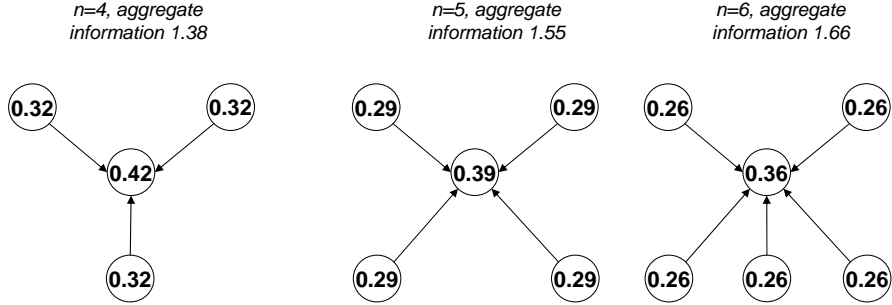 n=4, aggregate
information 1.38
n=5, aggregate
information 1.55
n=6, aggregate
information 1.66
0.32
0.32
0.42
0.32
0.29
0.29
0.39
0.29
0.29
0.26
0.26
0.36
0.26
0.26
0.26